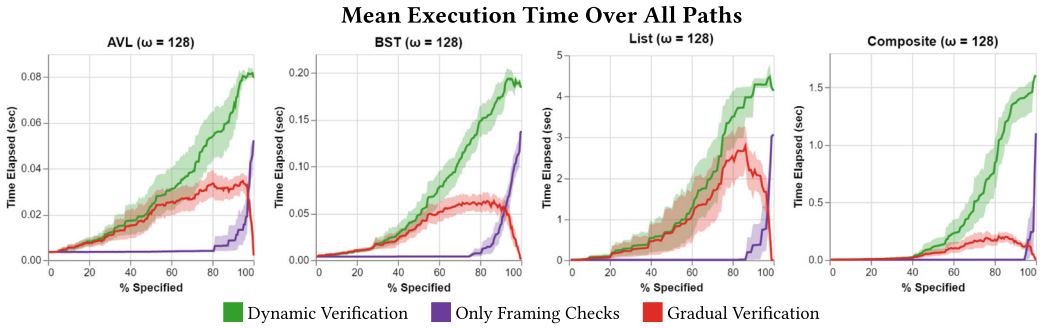 Mean Execution Time Over All Paths
AVL (ω = 128)
BST (ω = 128)
List (ω = 128)
Composite (ω = 128)
Time Elapsed (sec)
0.08
0.06
0.04
0.02
0.00
20 40 60 80 100
% Specified
Time Elapsed (sec)
0.20
0.15
0.10
0.05
0.00
20 40 60 80 100
% Specified
Time Elapsed (sec)
5
4
3
2
1
0
20 40 60 80 100
% Specified
Time Elapsed (sec)
1.5
1.0
0.5
0.0
20 40 60 80 100
% Specified
Dynamic Verification
Only Framing Checks
Gradual Verification